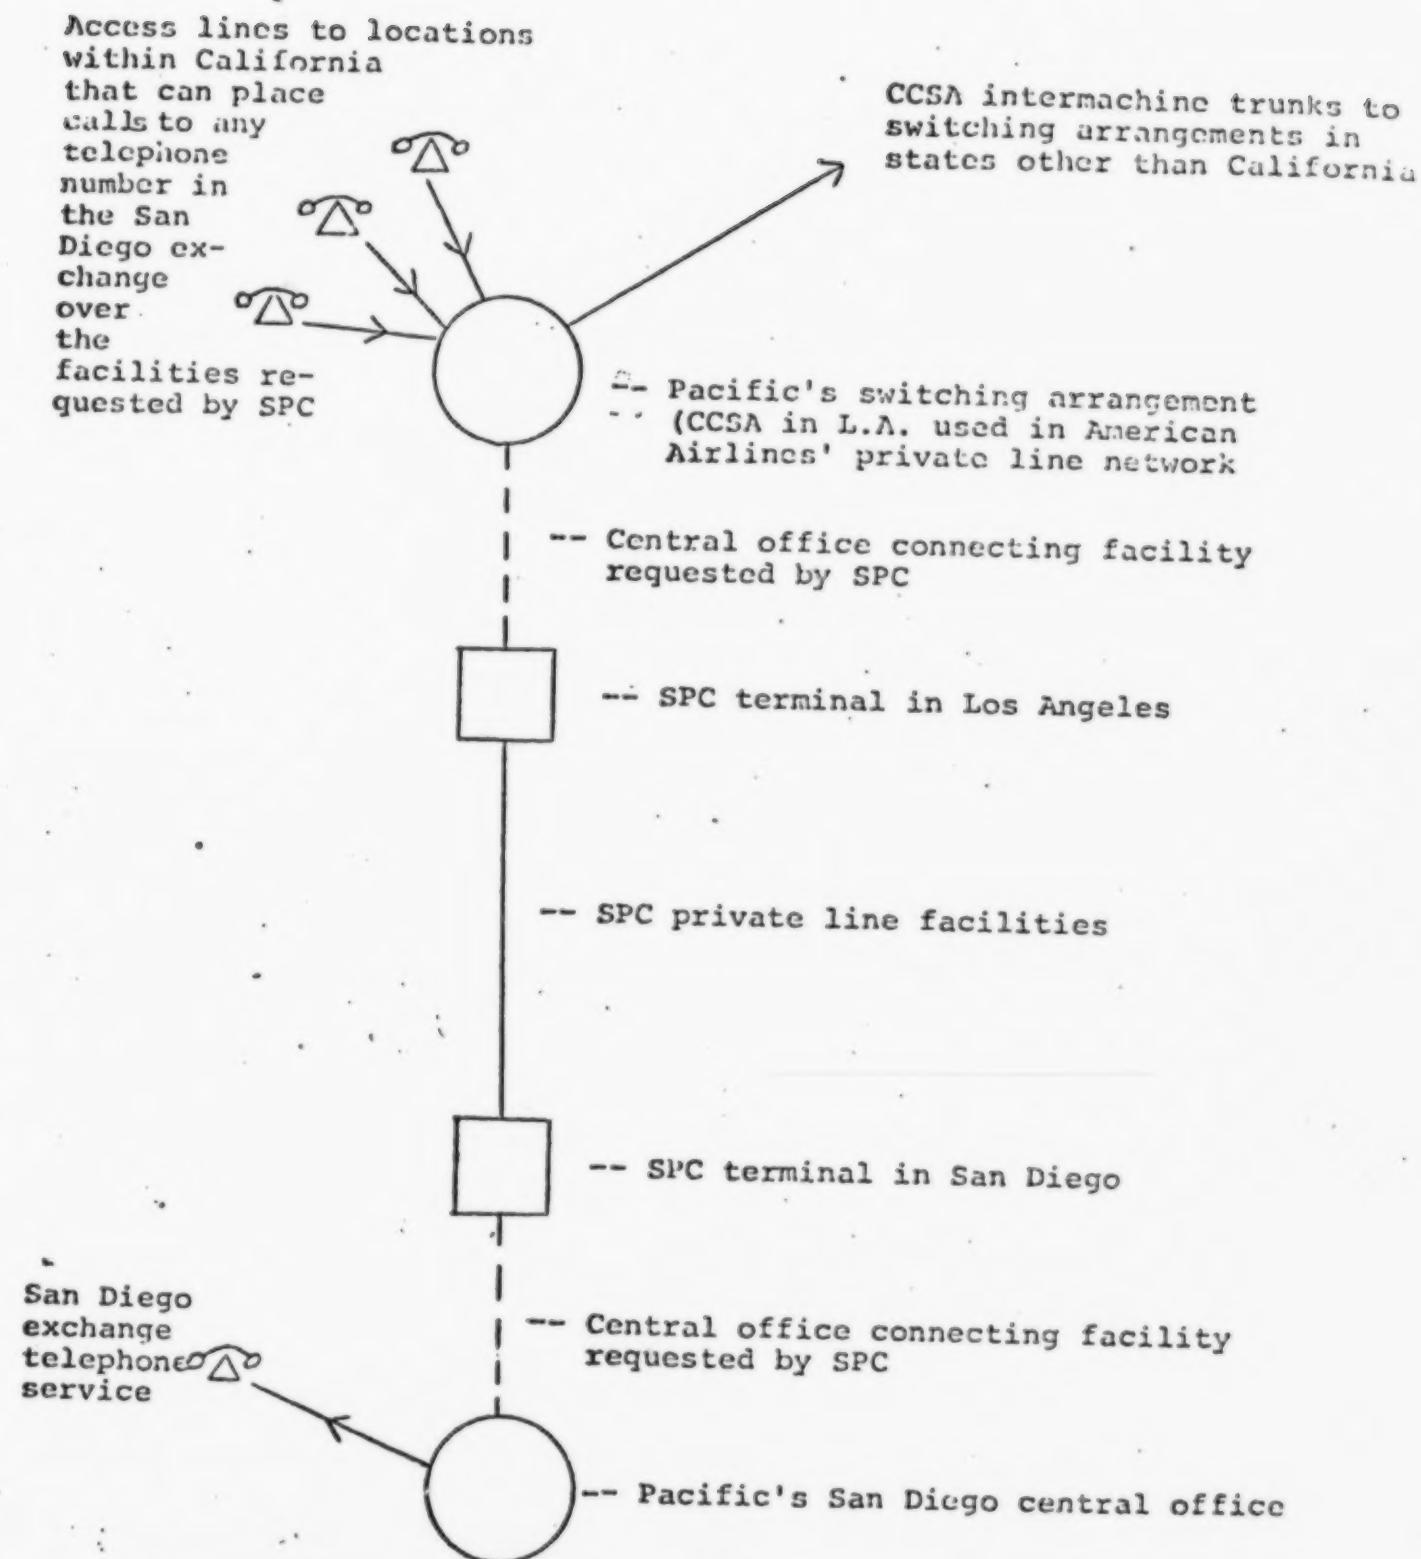 Access lines to locations
within California
that can place
calls to any
telephone
number in
the San
Diego ex-
change
over
the
facilities re-
quested by SPC
CCSA intermachine trunks to
switching arrangements in
states other than California
-- Pacific's switching arrangement
(CCSA in L.A. used in American
Airlines' private line network
-- Central office connecting facility
requested by SPC
-- SPC terminal in Los Angeles
-- SPC private line facilities
-- SPC terminal in San Diego
San Diego
exchange
telephone
service
-- Central office connecting facility
requested by SPC
-- Pacific's San Diego central office